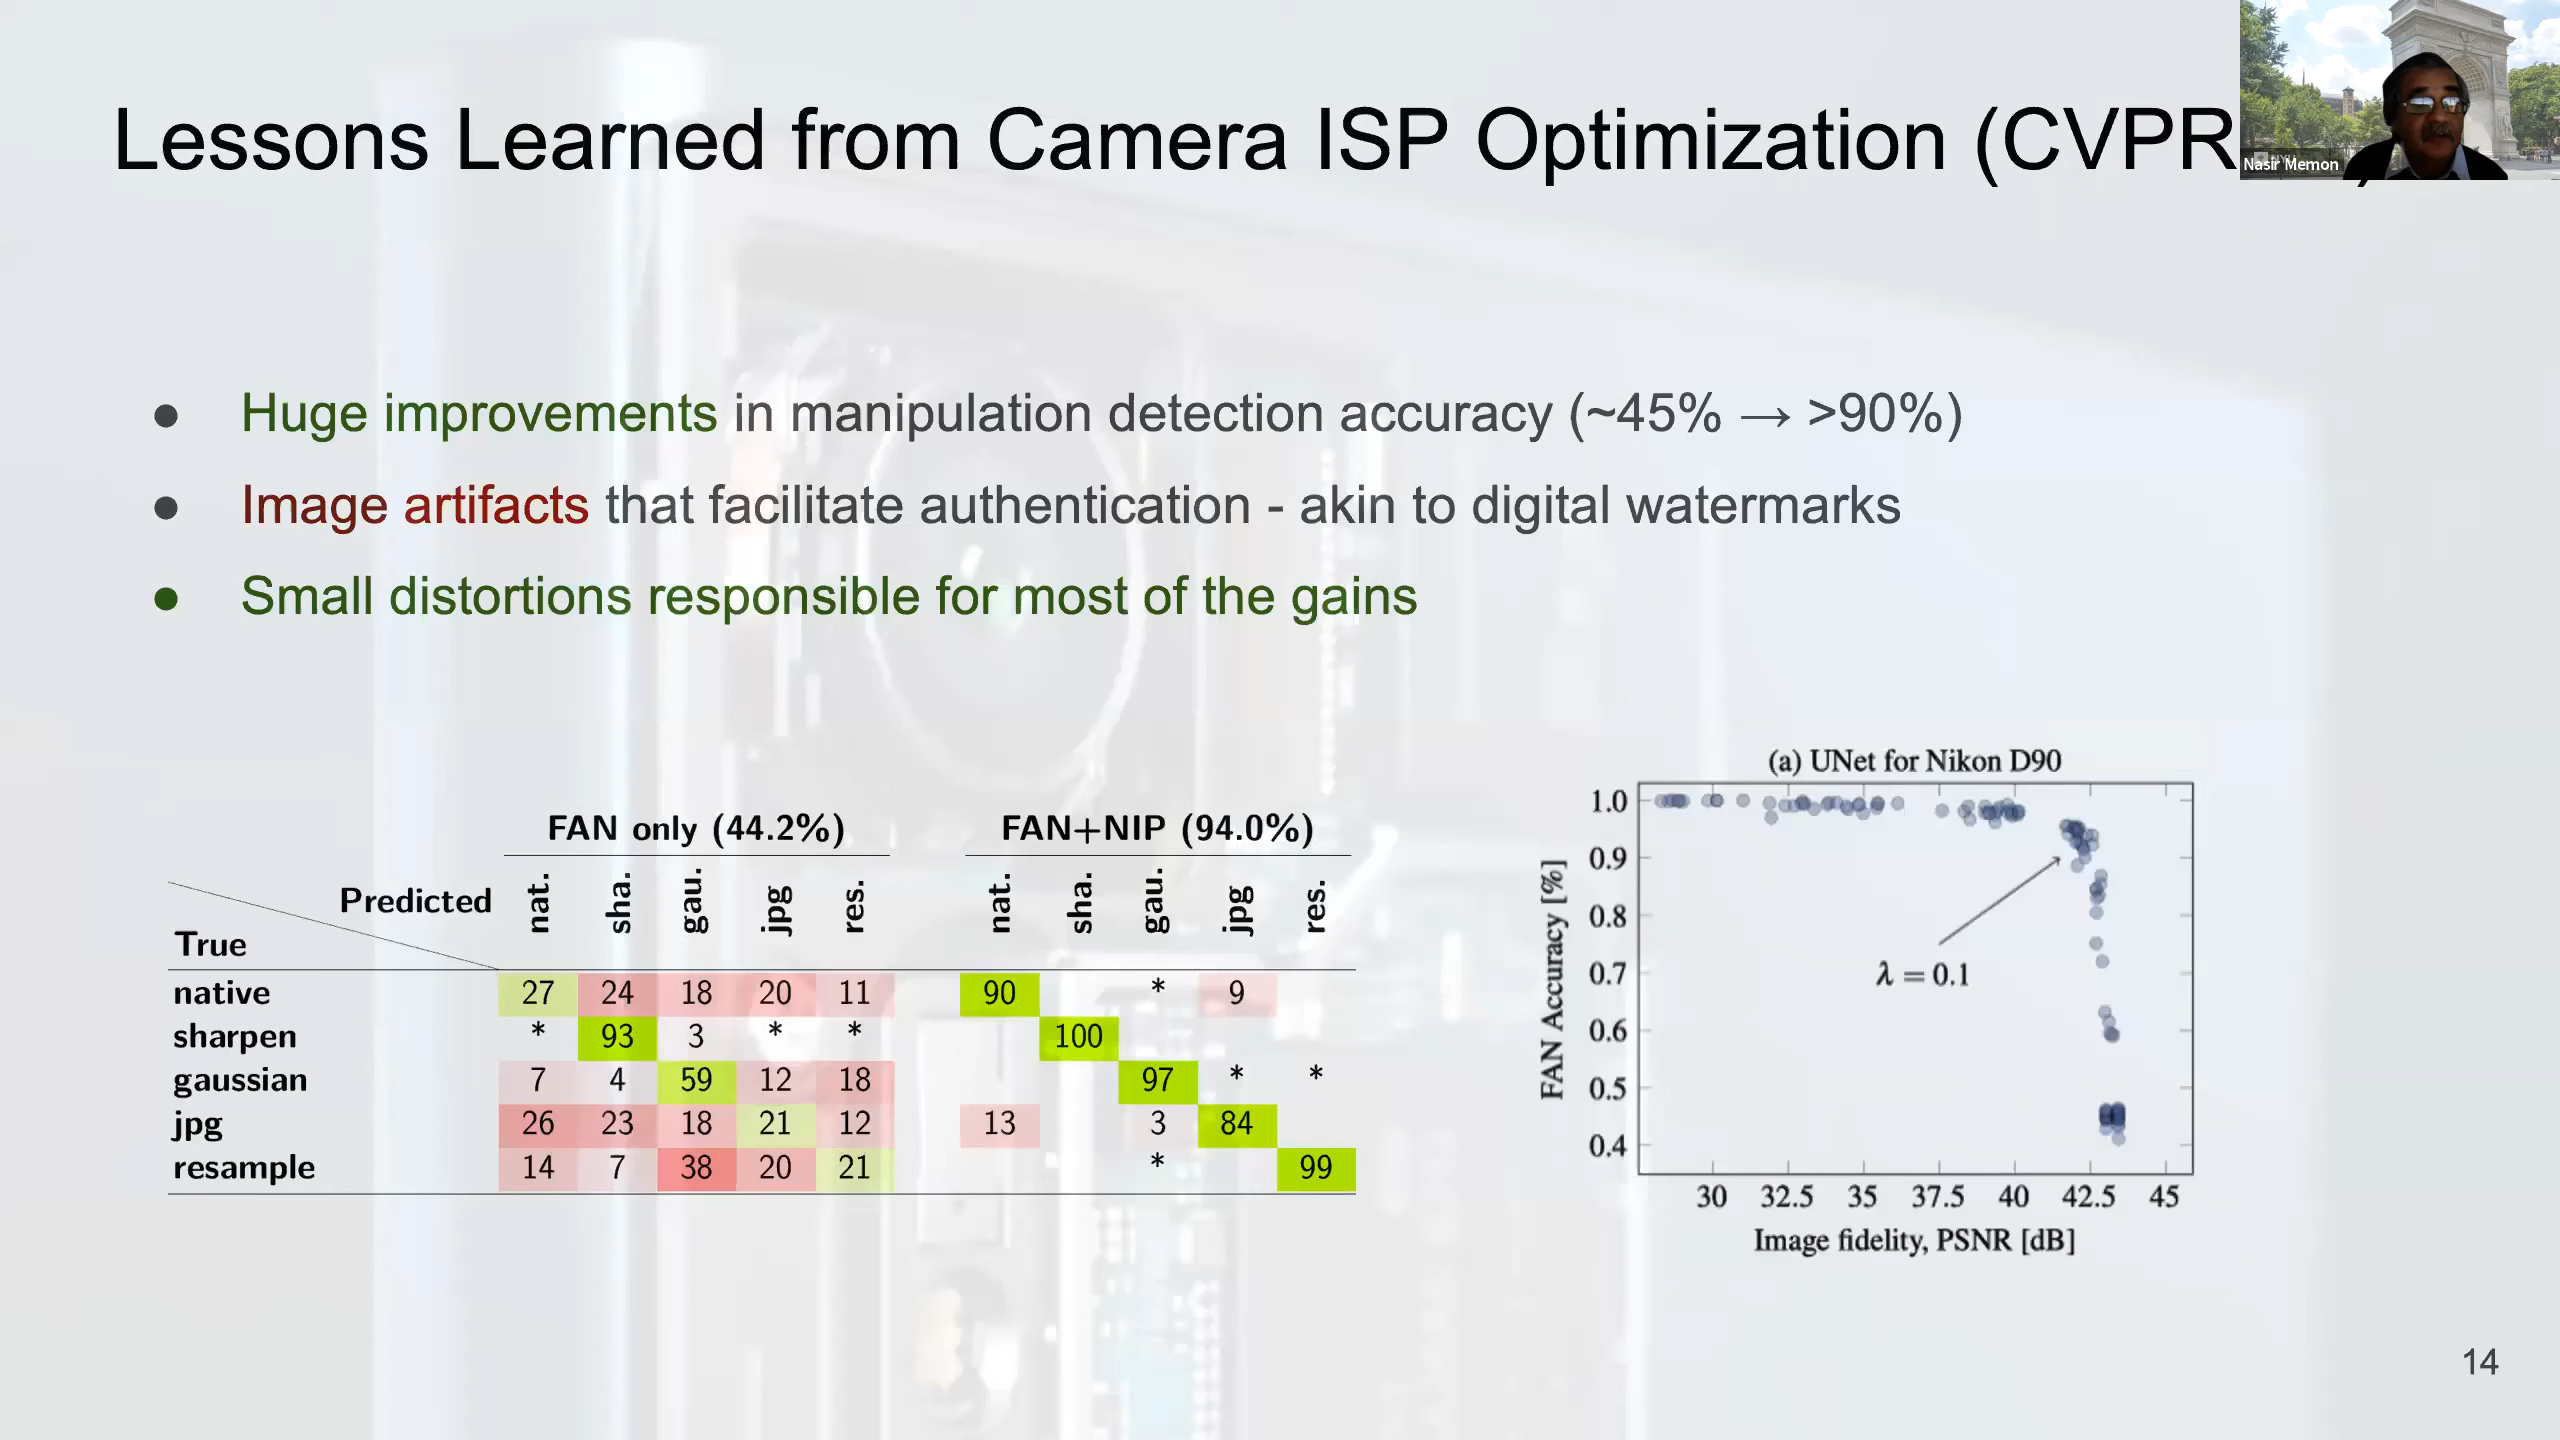 Lessons Learned from Camera ISP Optimization (CVPR
Nasir Memon
● Huge improvements in manipulation detection accuracy (~45% → >90%)
● Image artifacts that facilitate authentication - akin to digital watermarks
● Small distortions responsible for most of the gains
FAN only (44.2%) FAN+NIP (94.0%)
Predicted nat. sha. gau. jpg res. nat. sha. gau. jpg res.
True
native 27 24 18 20 11 90 * 9
sharpen * 93 3 * * 100
gaussian 7 4 59 12 18 97 * *
jpg 26 23 18 21 12 13 3 84
resample 14 7 38 20 21 * 99
(a) UNet for Nikon D90
FAN Accuracy [%]
1.0
0.9
0.8
0.7
0.6
0.5
0.4
λ = 0.1
30 32.5 35 37.5 40 42.5 45
Image fidelity, PSNR [dB]
14